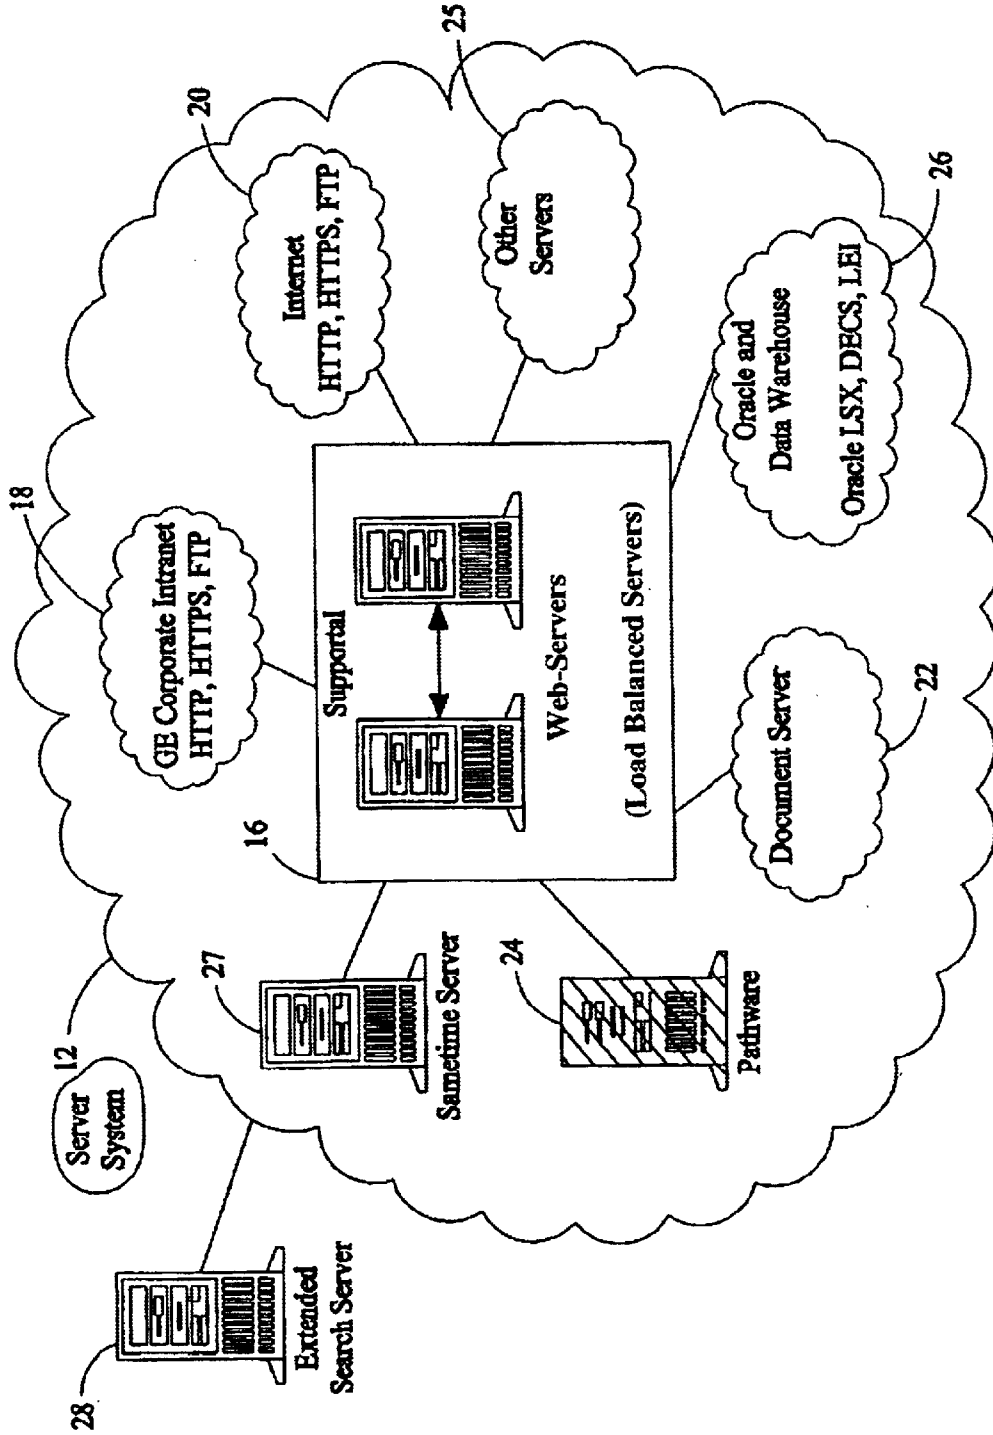 28
Extended
Search Server
Server
System
12
27
Sametime Server
24
Pathware
16
18
GE Corporate Intranet
HTTP, HTTPS, FTP
Supportal
Web-Servers
(Load Balanced Servers)
Document Server
22
20
Internet
HTTP, HTTPS, FTP
25
Other
Servers
Oracle and
Data Warehouse
Oracle LSX, DECS, LEI
26